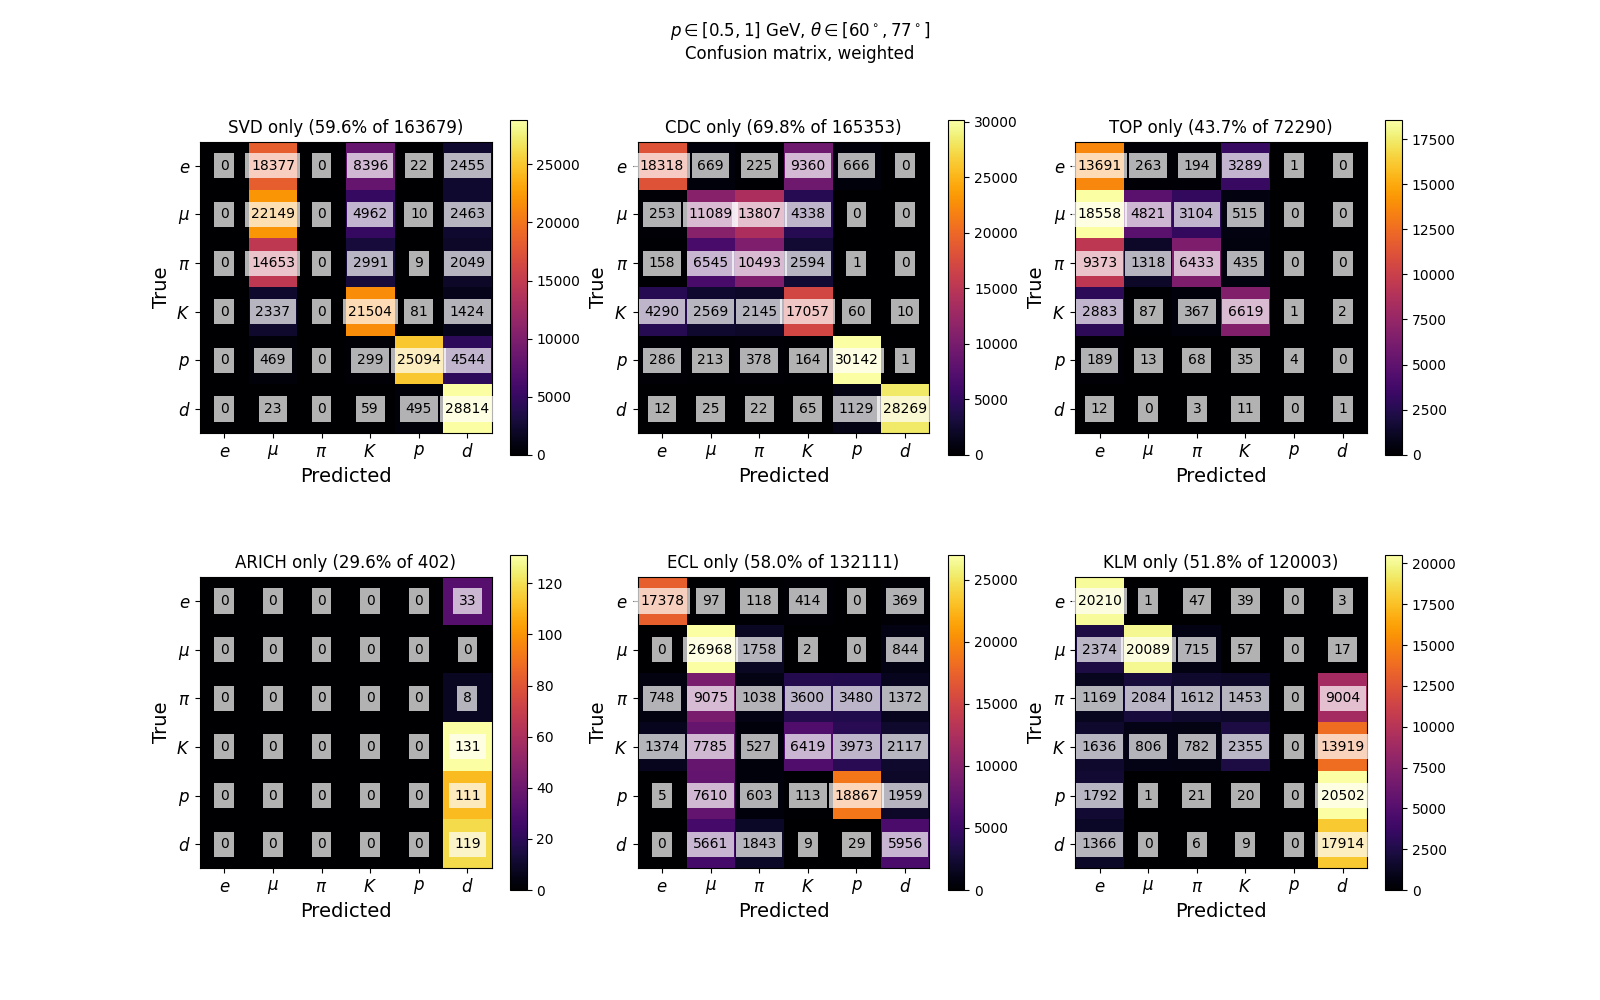 p ∈ [0.5, 1] GeV, θ ∈ [60°, 77°]
Confusion matrix, weighted
SVD only (59.6% of 163679)
e 0 18377 0 8396 22 2455
μ 0 22149 0 4962 10 2463
π 0 14653 0 2991 9 2049
K 0 2337 0 21504 81 1424
p 0 469 0 299 25094 4544
d 0 23 0 59 495 28814
e μ π K p d
Predicted
True
25000
20000
15000
10000
5000
0
CDC only (69.8% of 165353)
e 18318 669 225 9360 666 0
μ 253 11089 13807 4338 0 0
π 158 6545 10493 2594 1 0
K 4290 2569 2145 17057 60 10
p 286 213 378 164 30142 1
d 12 25 22 65 1129 28269
e μ π K p d
Predicted
True
30000
25000
20000
15000
10000
5000
0
TOP only (43.7% of 72290)
e 13691 263 194 3289 1 0
μ 18558 4821 3104 515 0 0
π 9373 1318 6433 435 0 0
K 2883 87 367 6619 1 2
p 189 13 68 35 4 0
d 12 0 3 11 0 1
e μ π K p d
Predicted
True
17500
15000
12500
10000
7500
5000
2500
0
ARICH only (29.6% of 402)
e 0 0 0 0 0 33
μ 0 0 0 0 0 0
π 0 0 0 0 0 8
K 0 0 0 0 0 131
p 0 0 0 0 0 111
d 0 0 0 0 0 119
e μ π K p d
Predicted
True
120
100
80
60
40
20
0
ECL only (58.0% of 132111)
e 17378 97 118 414 0 369
μ 0 26968 1758 2 0 844
π 748 9075 1038 3600 3480 1372
K 1374 7785 527 6419 3973 2117
p 5 7610 603 113 18867 1959
d 0 5661 1843 9 29 5956
e μ π K p d
Predicted
True
25000
20000
15000
10000
5000
0
KLM only (51.8% of 120003)
e 20210 1 47 39 0 3
μ 2374 20089 715 57 0 17
π 1169 2084 1612 1453 0 9004
K 1636 806 782 2355 0 13919
p 1792 1 21 20 0 20502
d 1366 0 6 9 0 17914
e μ π K p d
Predicted
True
20000
17500
15000
12500
10000
7500
5000
2500
0